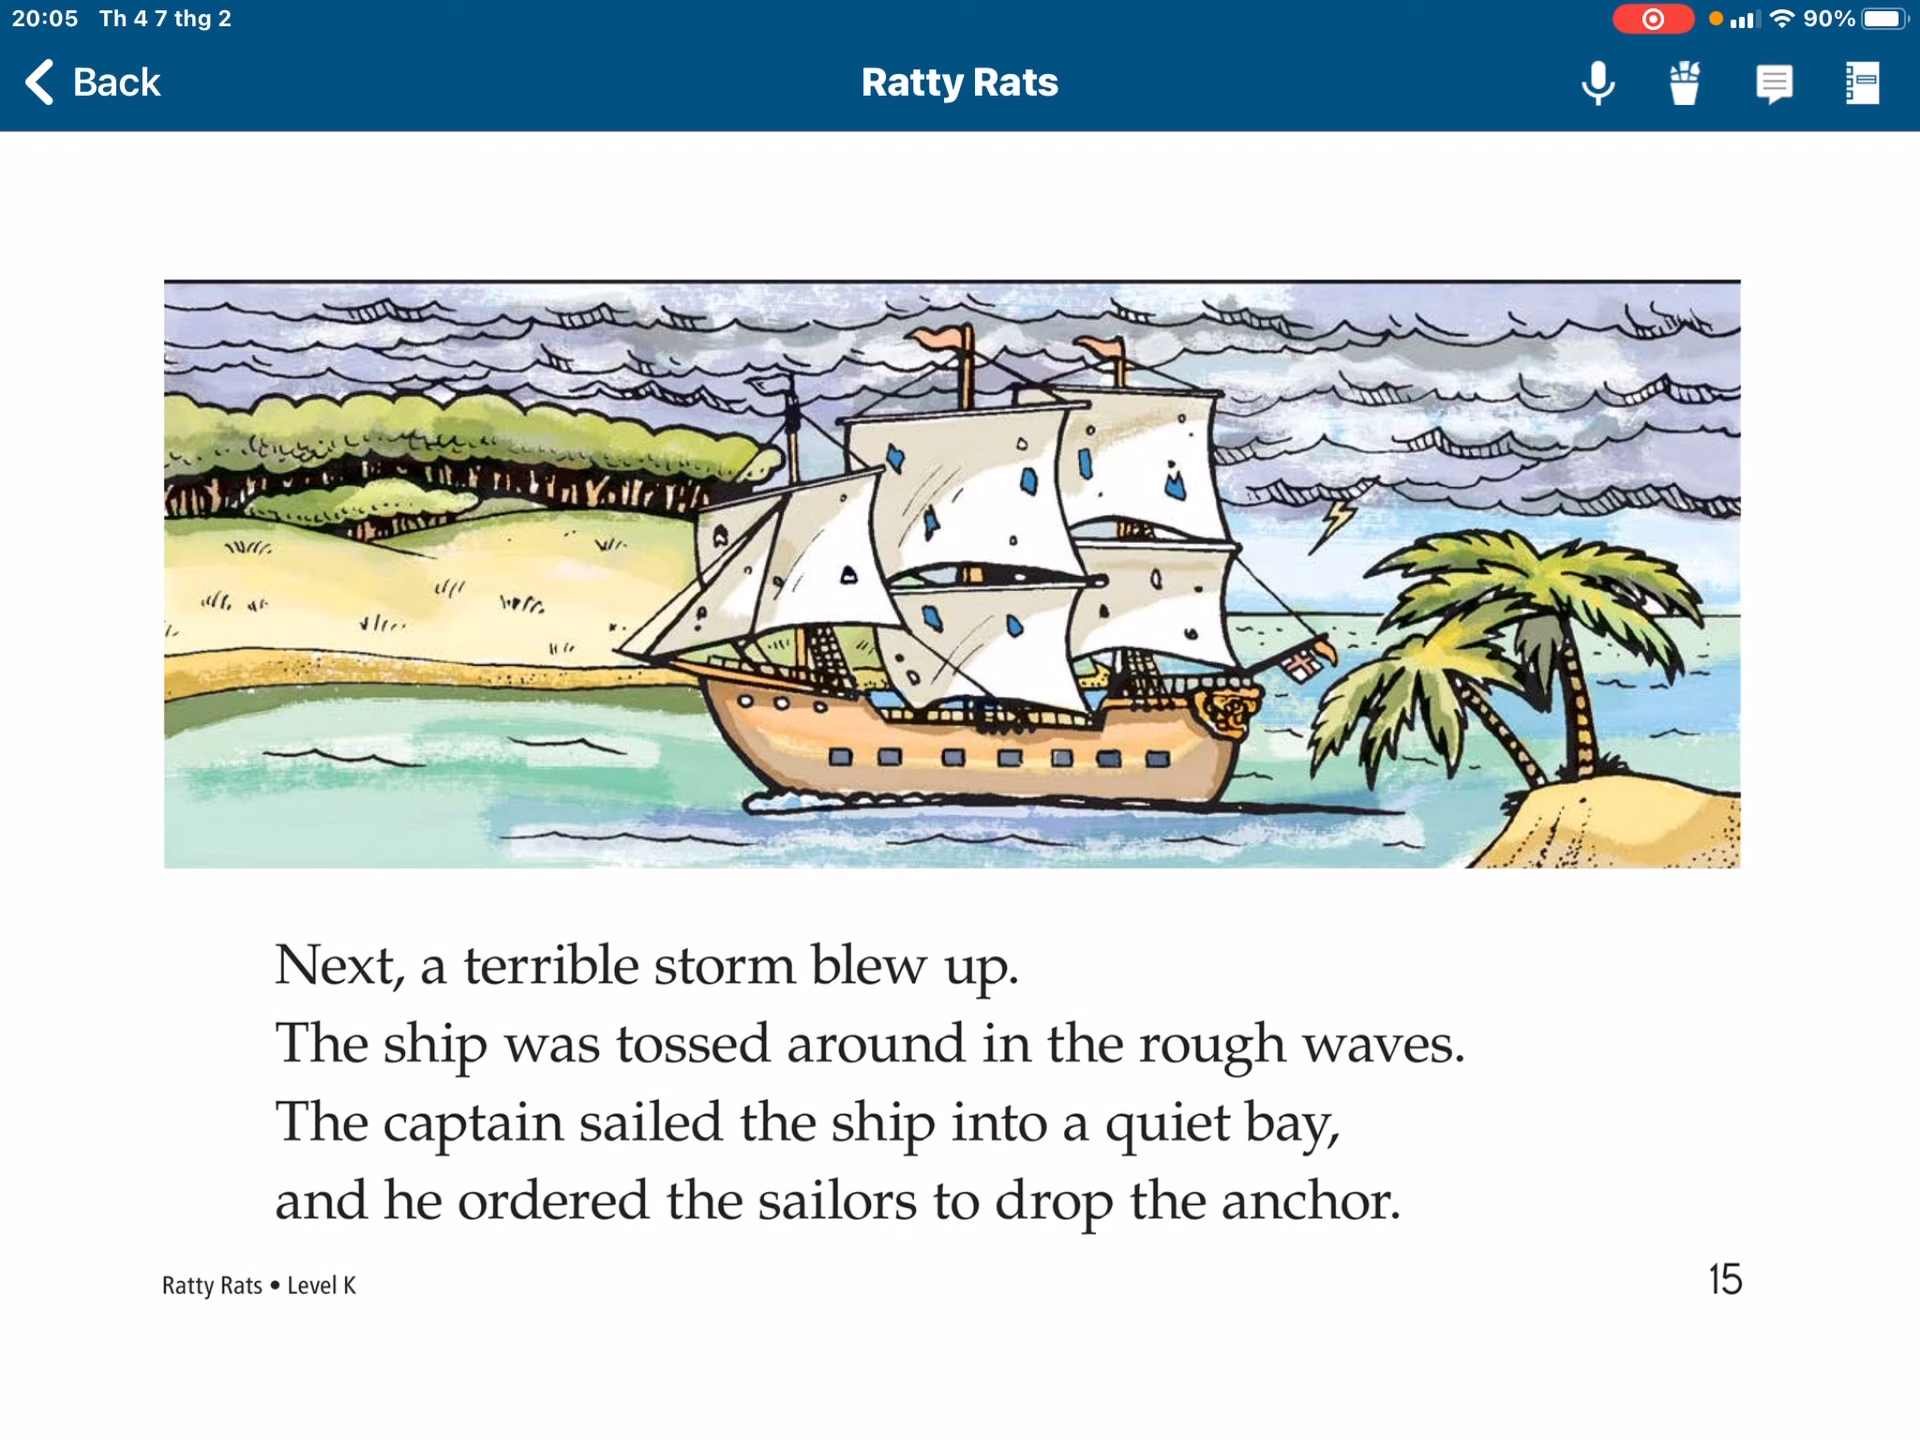 20:05 Th 4 7 thg 2
90%
Back
Ratty Rats
Next, a terrible storm blew up.
The ship was tossed around in the rough waves.
The captain sailed the ship into a quiet bay,
and he ordered the sailors to drop the anchor.
Ratty Rats • Level K
15